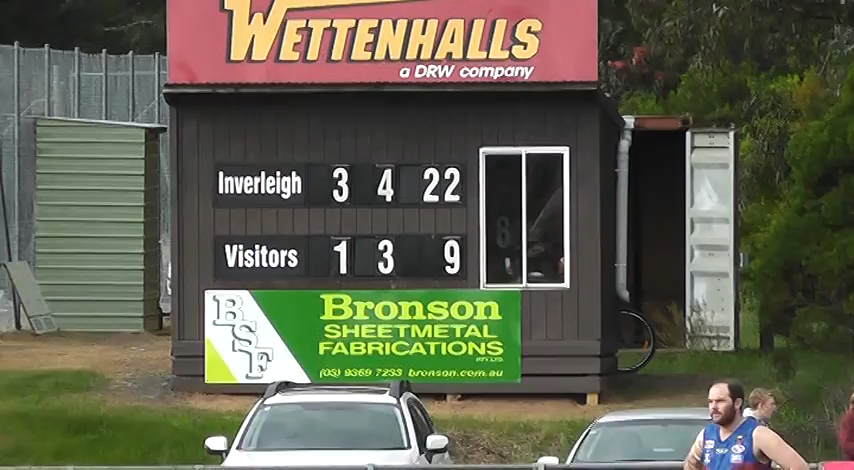 WETTENHALLS
a DRW company
Inverleigh 3 4 22
Visitors 1 3 9
BSF
Bronson
SHEETMETAL
FABRICATIONS
PTY LTD
(03) 9369 7233 bronson.com.au
8